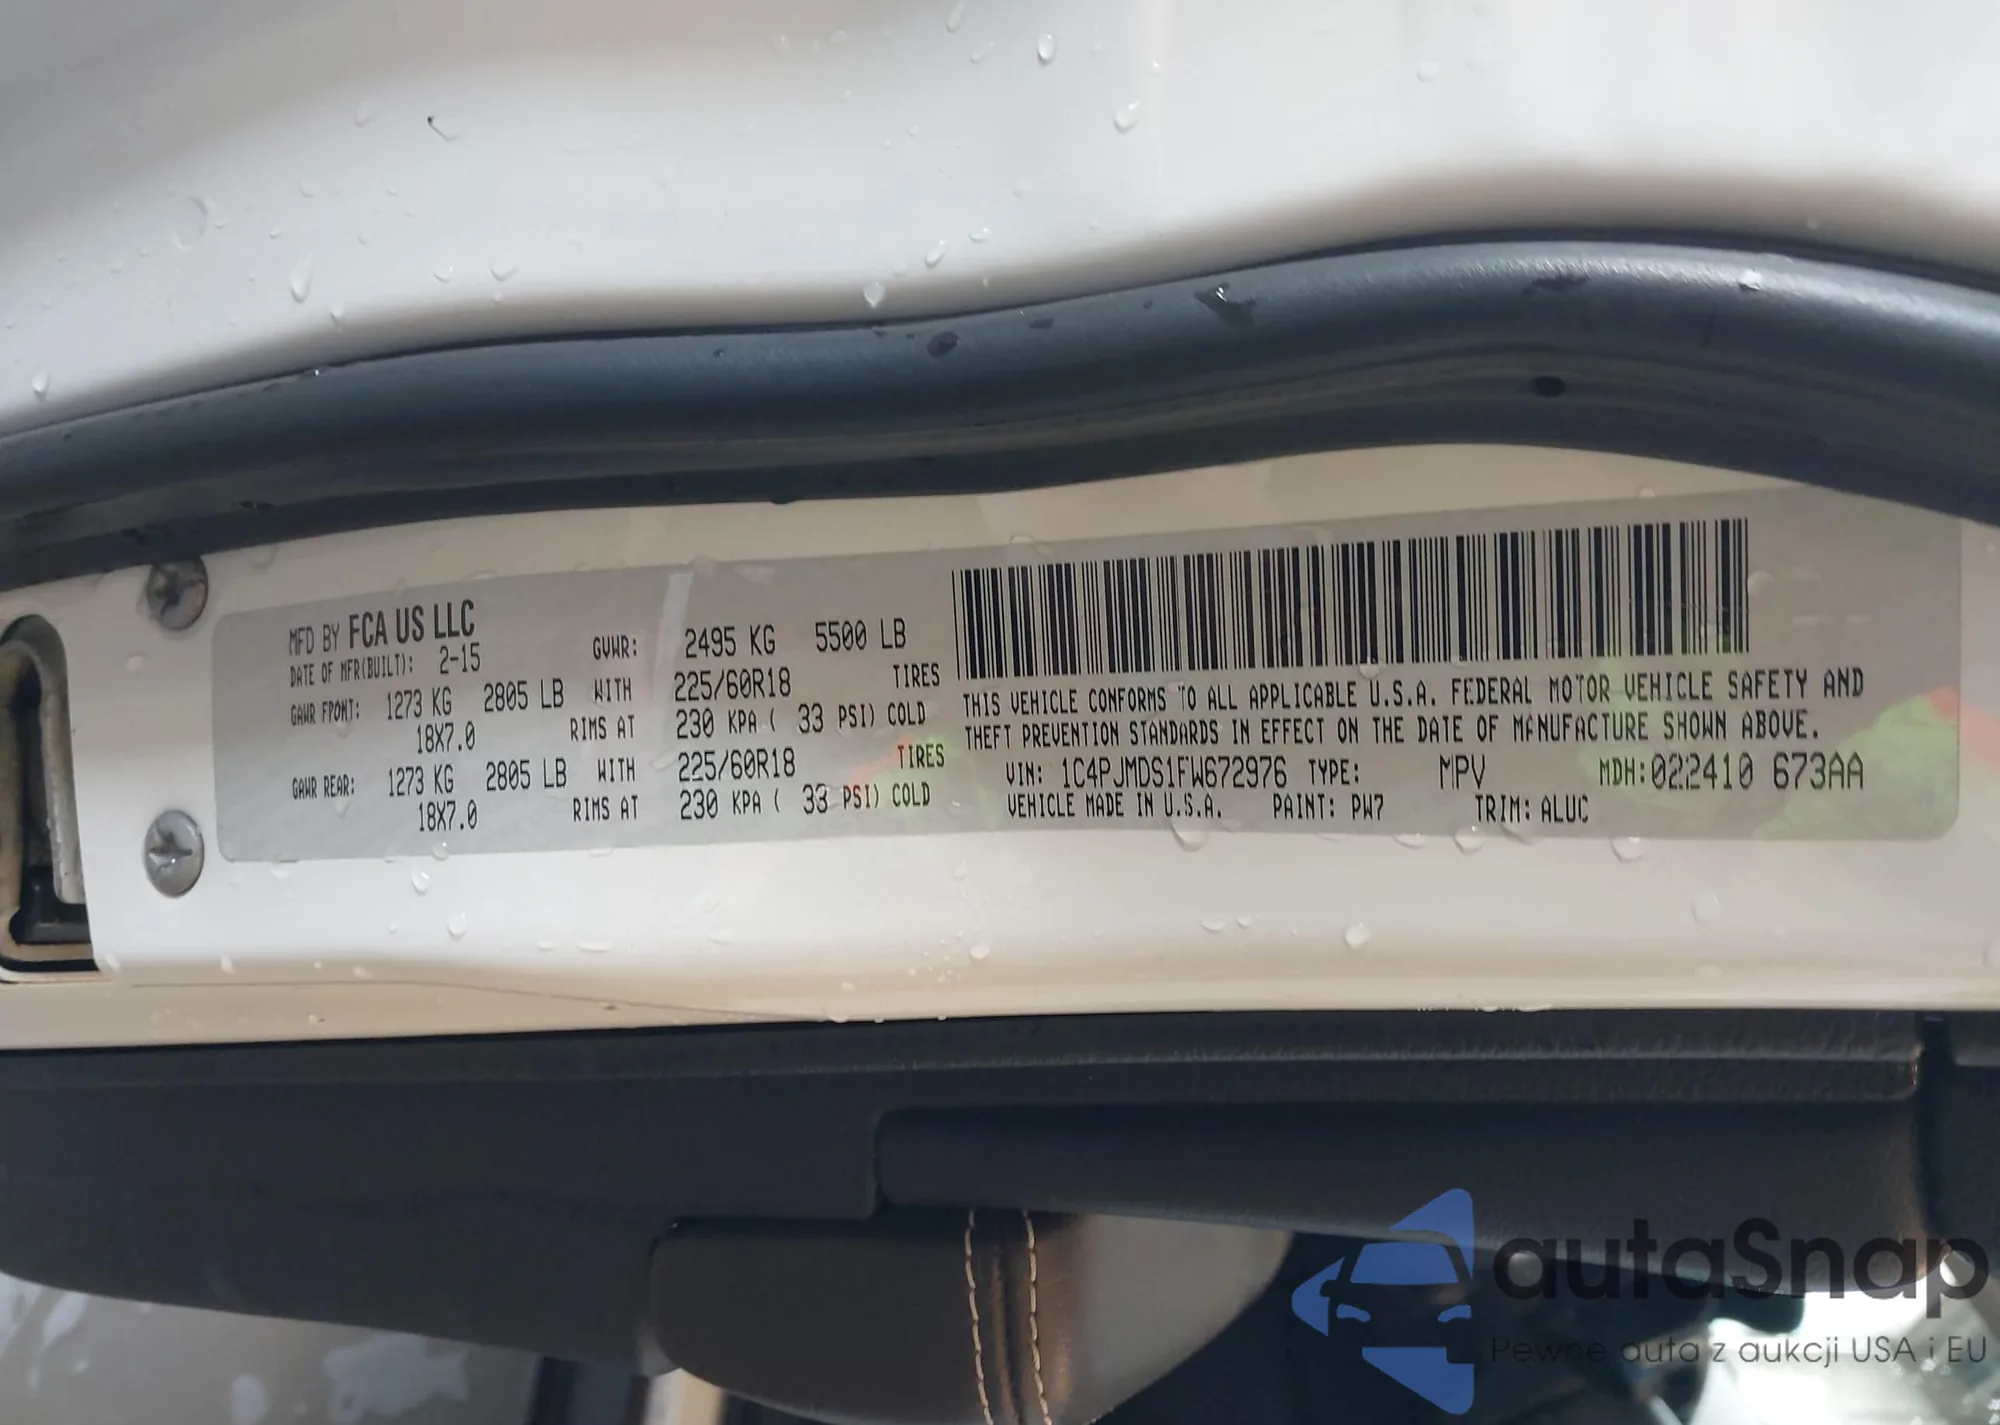 MFD BY FCA US LLC
DATE OF MFR(BUILT): 2-15 GVWR: 2495 KG 5500 LB
GAWR FRONT: 1273 KG 2805 LB WITH 225/60R18 TIRES
18X7.0 RIMS AT 230 KPA ( 33 PSI) COLD
GAWR REAR: 1273 KG 2805 LB WITH 225/60R18 TIRES
18X7.0 RIMS AT 230 KPA ( 33 PSI) COLD
THIS VEHICLE CONFORMS TO ALL APPLICABLE U.S.A. FEDERAL MOTOR VEHICLE SAFETY AND
THEFT PREVENTION STANDARDS IN EFFECT ON THE DATE OF MANUFACTURE SHOWN ABOVE.
VIN: 1C4PJMDS1FW672976 TYPE: MPV MDH:022410 673AA
VEHICLE MADE IN U.S.A. PAINT: PW7 TRIM: ALUC
autaSnap
Pewne auta z aukcji USA i EU